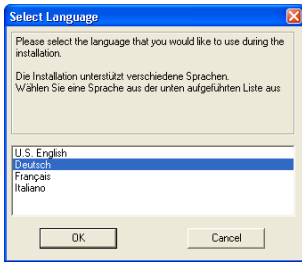 Select Language
Please select the language that you would like to use during the
installation.
Die Installation unterstützt verschiedene Sprachen.
Wählen Sie eine Sprache aus der unten aufgeführten Liste aus
U.S. English
Deutsch
Français
Italiano
OK
Cancel